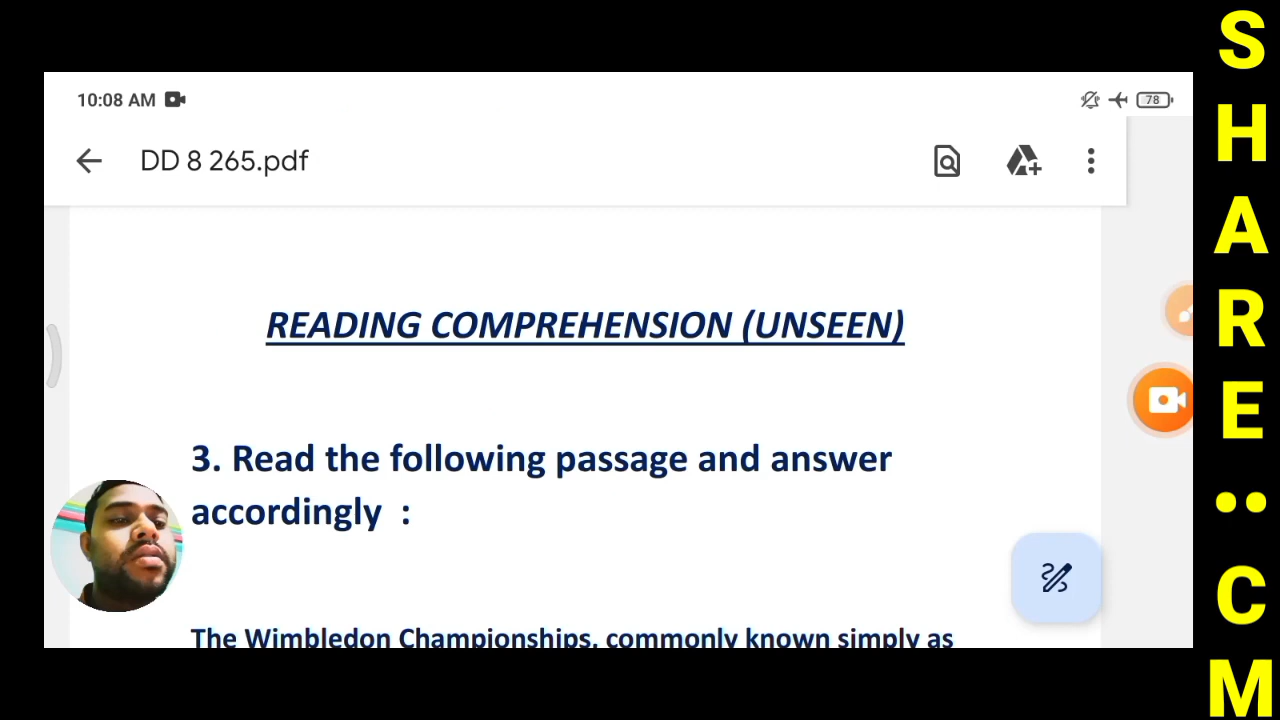 10:08 AM
78
DD 8 265.pdf
READING COMPREHENSION (UNSEEN)
3. Read the following passage and answer
accordingly :
The Wimbledon Championships, commonly known simply as
S
H
A
R
E
••
C
M